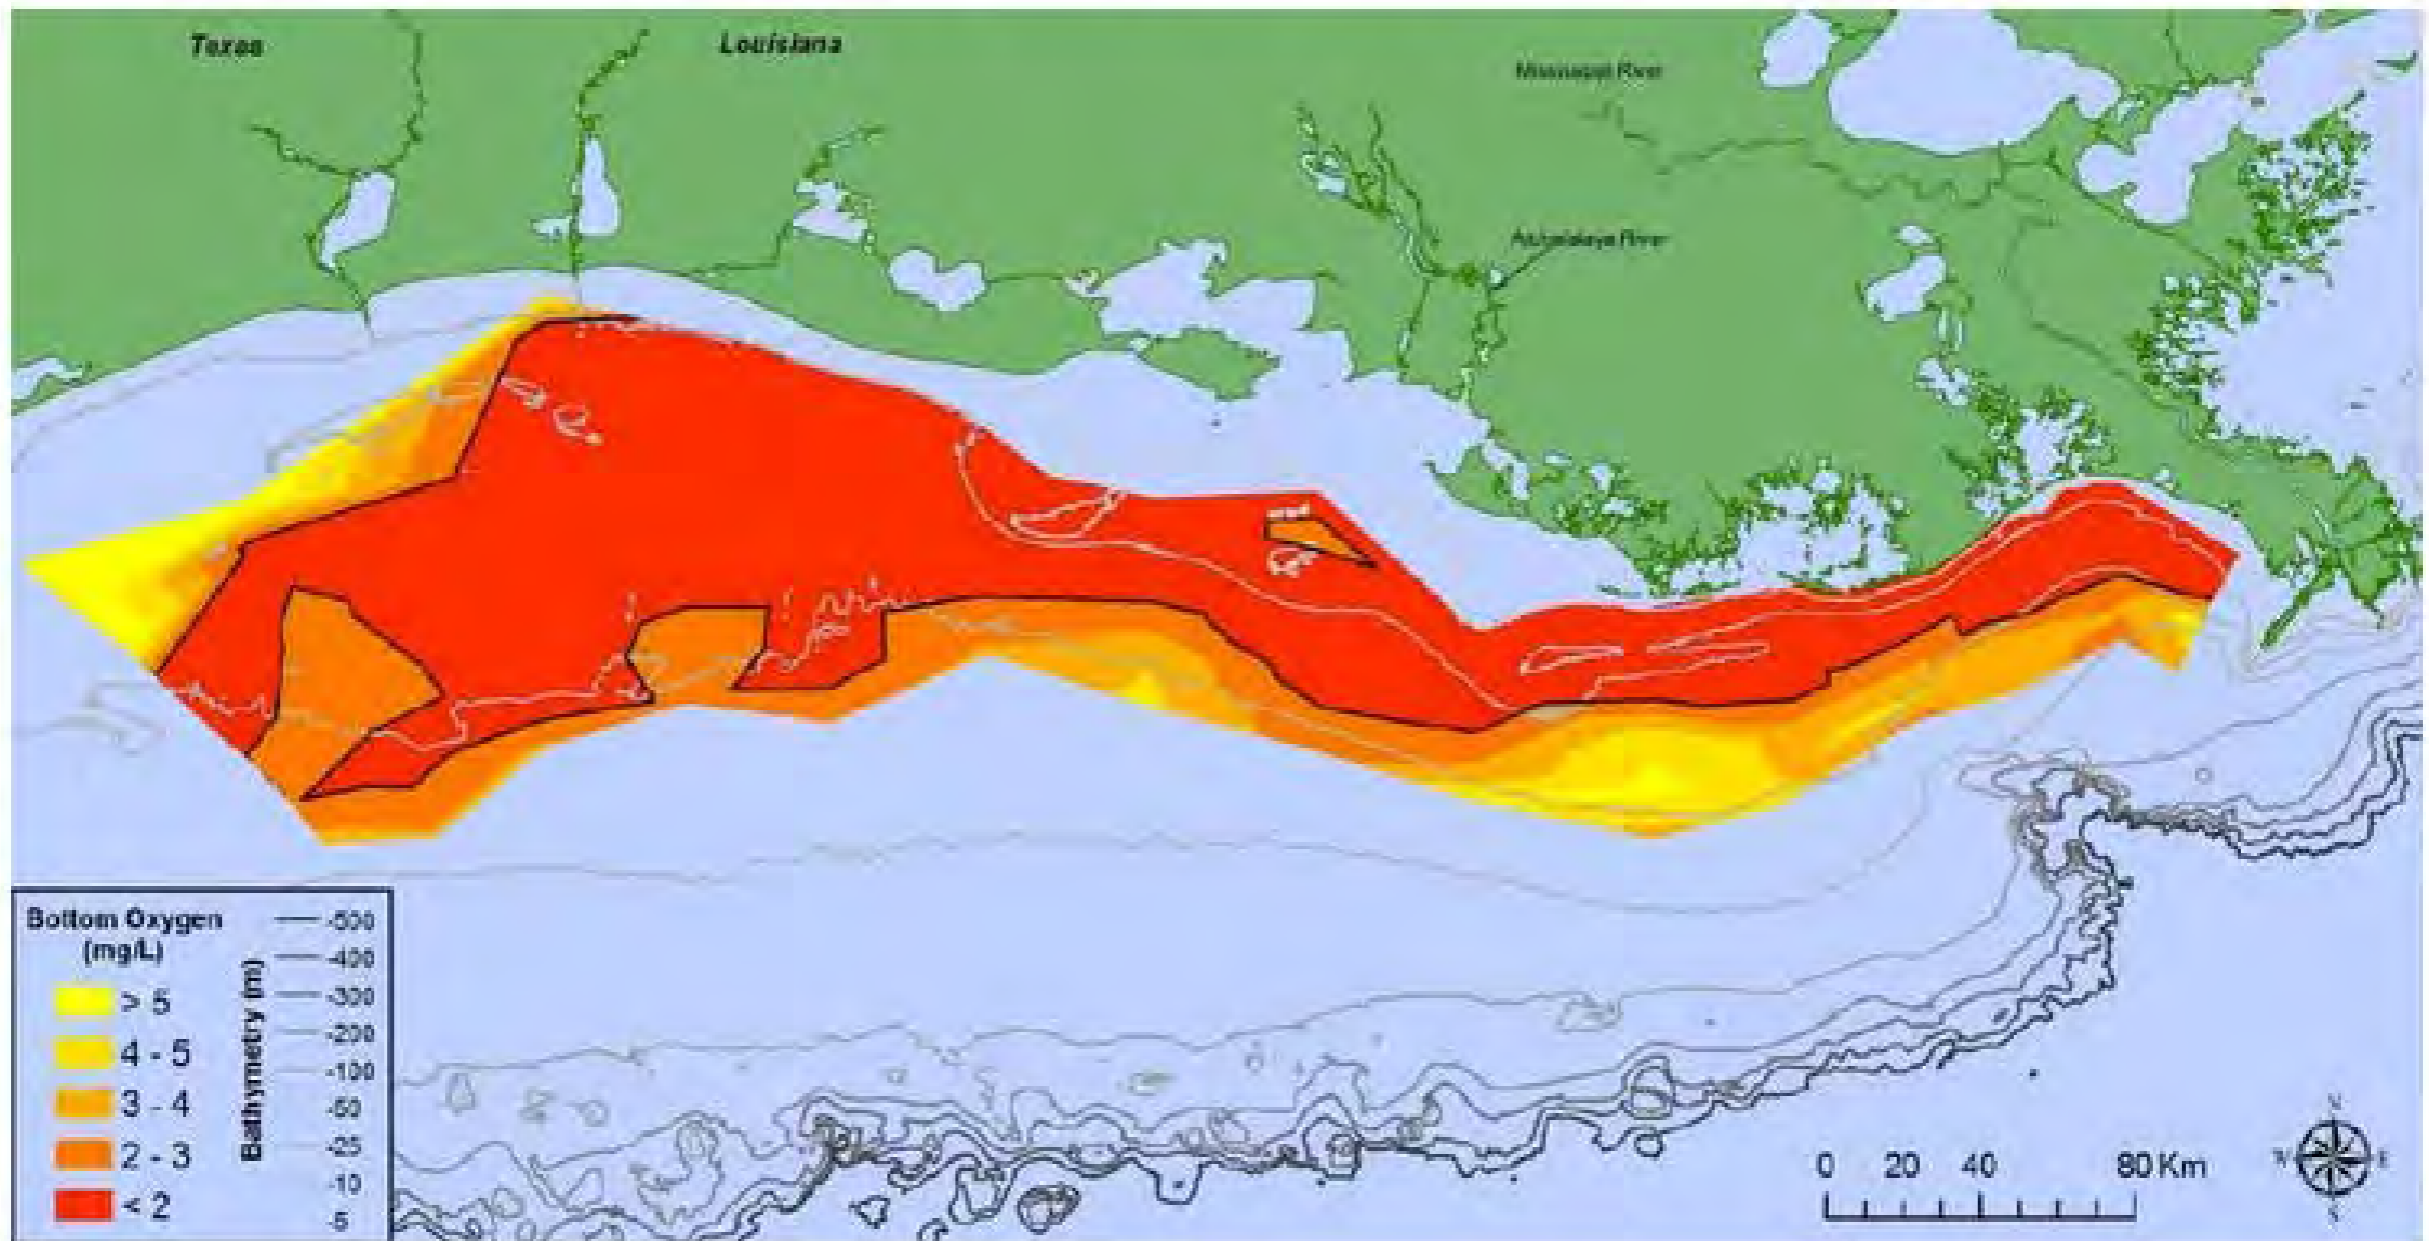 Texas
Louisiana
Mississippi River
Atchafalaya River
Bottom Oxygen
(mg/L)
> 5
4 - 5
3 - 4
2 - 3
< 2
Bathymetry (m)
-500
-400
-300
-200
-100
-50
-25
-10
-5
0 20 40 80 Km
N
W E
S